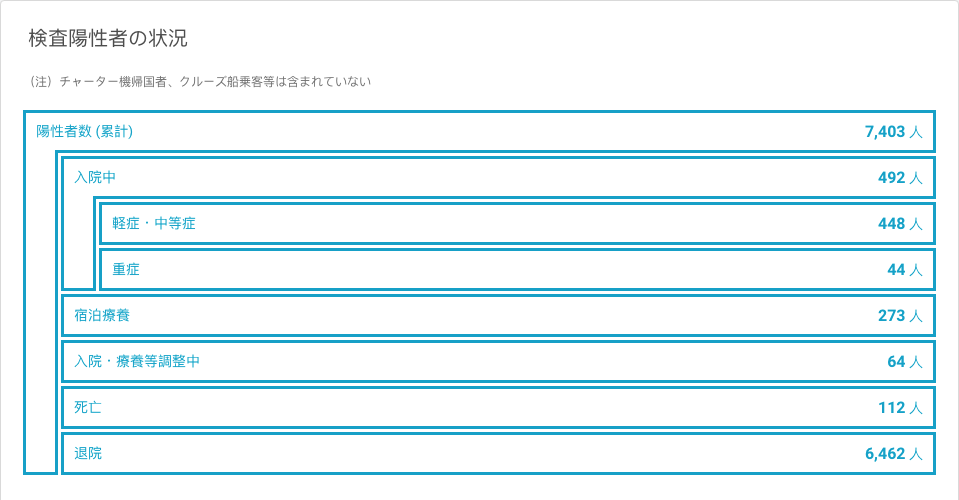 検査陽性者の状況
（注）チャーター機帰国者、クルーズ船乗客等は含まれていない
陽性者数 (累計) 7,403 人
入院中 492 人
軽症・中等症 448 人
重症 44 人
宿泊療養 273 人
入院・療養等調整中 64 人
死亡 112 人
退院 6,462 人